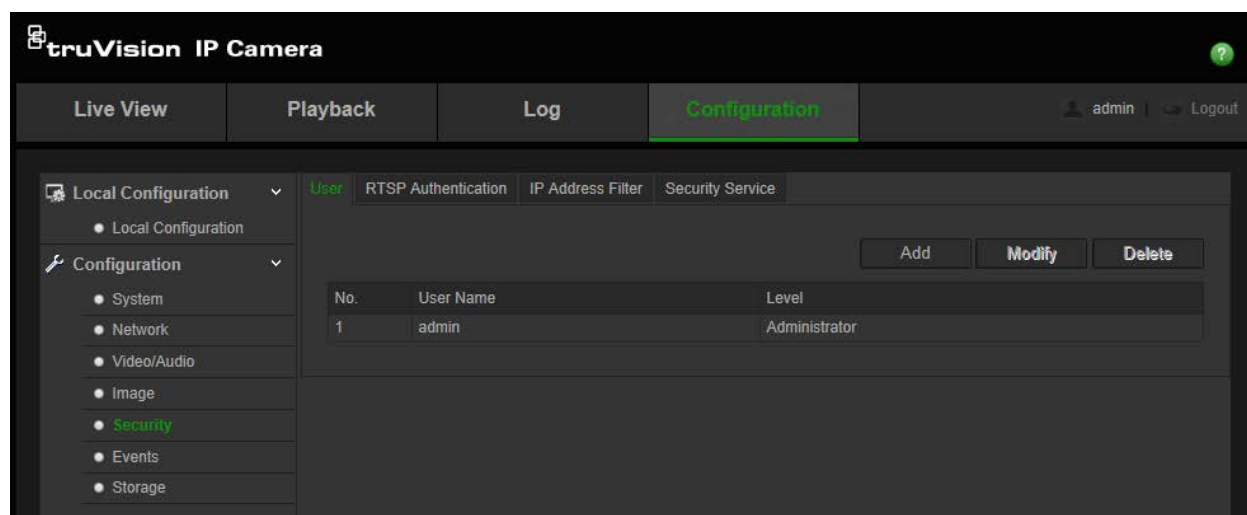 truVision IP Camera
?
Live View Playback Log Configuration admin | Logout
Local Configuration
Local Configuration
Configuration
System
Network
Video/Audio
Image
Security
Events
Storage
User RTSP Authentication IP Address Filter Security Service
Add Modify Delete
No. User Name Level
1 admin Administrator